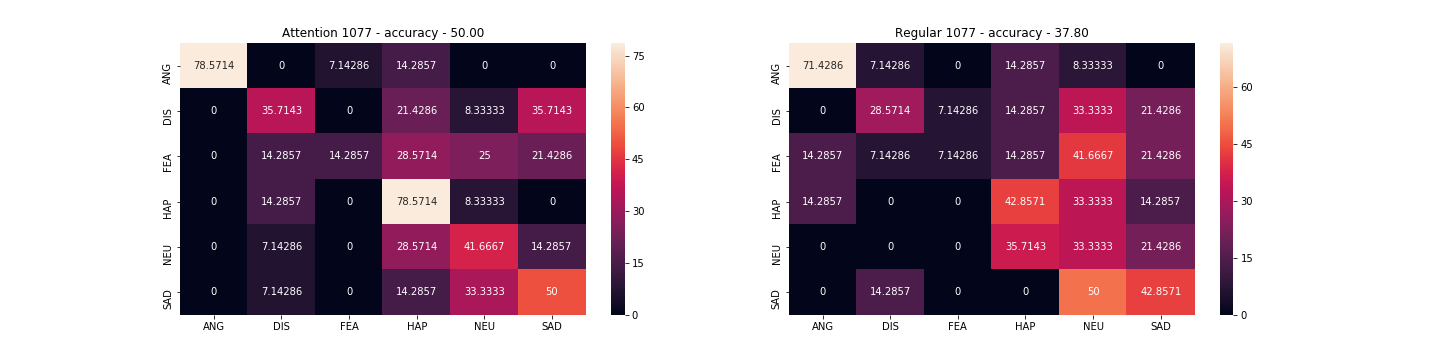 Attention 1077 - accuracy - 50.00
ANG 78.5714 0 7.14286 14.2857 0 0
DIS 0 35.7143 0 21.4286 8.33333 35.7143
FEA 0 14.2857 14.2857 28.5714 25 21.4286
HAP 0 14.2857 0 78.5714 8.33333 0
NEU 0 7.14286 0 28.5714 41.6667 14.2857
SAD 0 7.14286 0 14.2857 33.3333 50
ANG DIS FEA HAP NEU SAD
75
60
45
30
15
0
Regular 1077 - accuracy - 37.80
ANG 71.4286 7.14286 0 14.2857 8.33333 0
DIS 0 28.5714 7.14286 14.2857 33.3333 21.4286
FEA 14.2857 7.14286 7.14286 14.2857 41.6667 21.4286
HAP 14.2857 0 0 42.8571 33.3333 14.2857
NEU 0 0 0 35.7143 33.3333 21.4286
SAD 0 14.2857 0 0 50 42.8571
ANG DIS FEA HAP NEU SAD
60
45
30
15
0